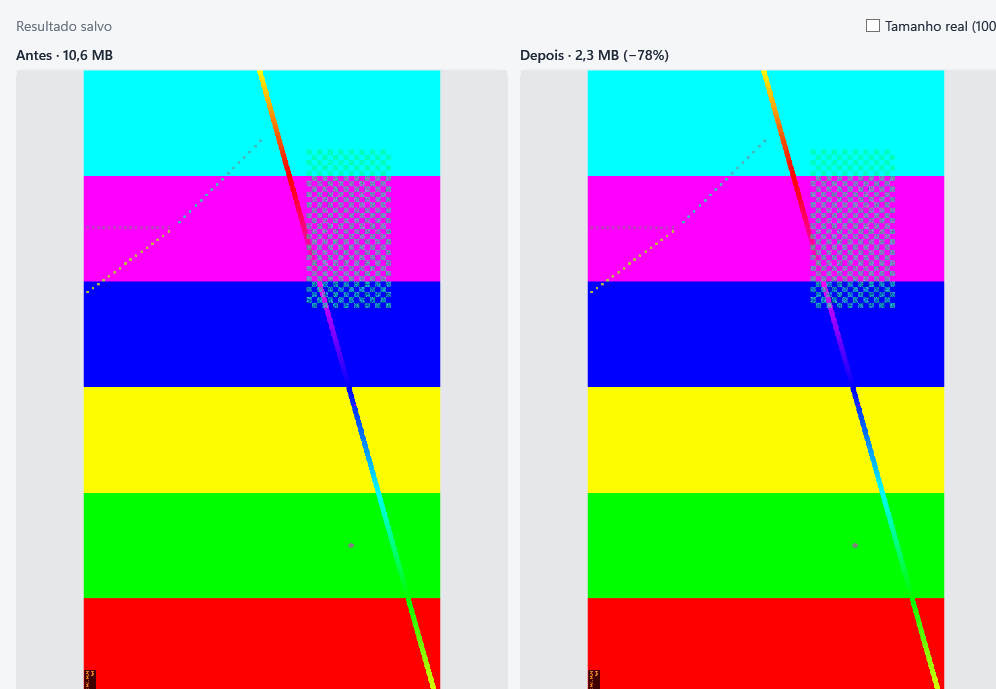 Resultado salvo
Tamanho real (100
Antes · 10,6 MB
Depois · 2,3 MB (−78%)